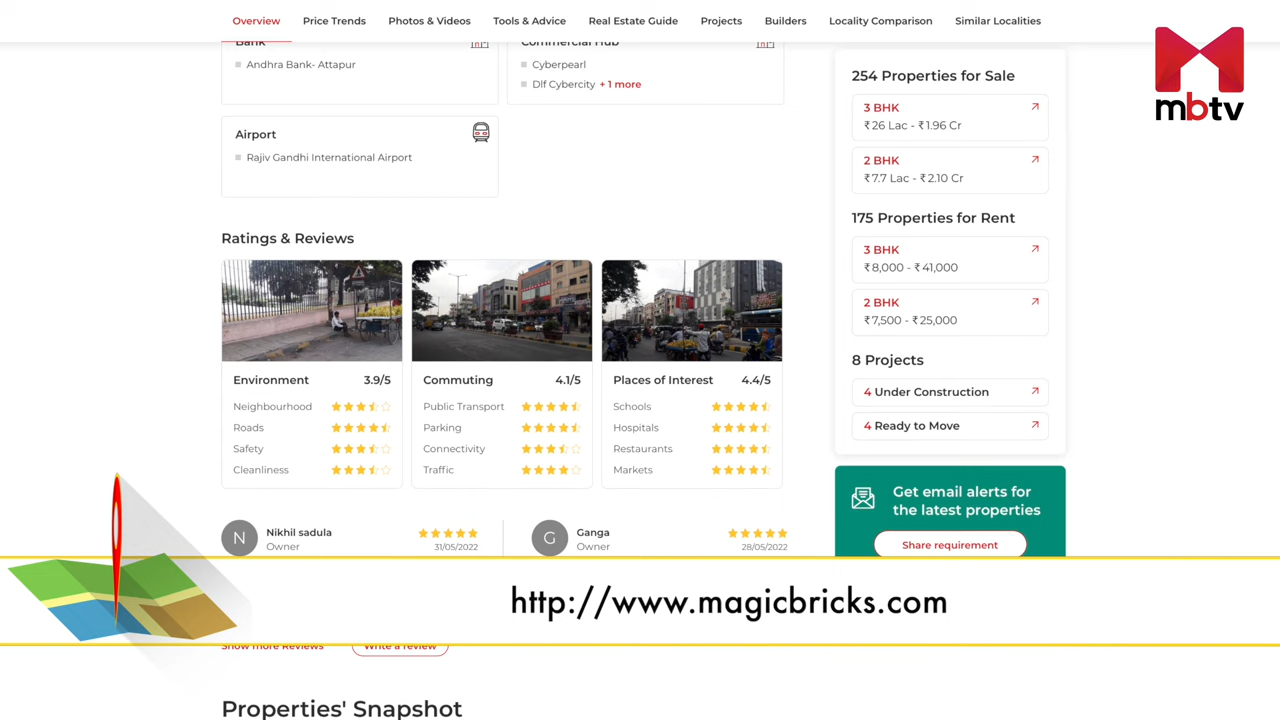 Overview Price Trends Photos & Videos Tools & Advice Real Estate Guide Projects Builders Locality Comparison Similar Localities
mbtv
Bank
Andhra Bank- Attapur
Commercial Hub
Cyberpearl
Dlf Cybercity + 1 more
Airport
Rajiv Gandhi International Airport
Ratings & Reviews
Environment 3.9/5
Neighbourhood
Roads
Safety
Cleanliness
Commuting 4.1/5
Public Transport
Parking
Connectivity
Traffic
Places of Interest 4.4/5
Schools
Hospitals
Restaurants
Markets
N
Nikhil sadula
Owner
31/05/2022
G
Ganga
Owner
28/05/2022
254 Properties for Sale
3 BHK
₹26 Lac - ₹1.96 Cr
2 BHK
₹7.7 Lac - ₹2.10 Cr
175 Properties for Rent
3 BHK
₹8,000 - ₹41,000
2 BHK
₹7,500 - ₹25,000
8 Projects
4 Under Construction
4 Ready to Move
Get email alerts for
the latest properties
Share requirement
http://www.magicbricks.com
Show more Reviews Write a review
Properties' Snapshot